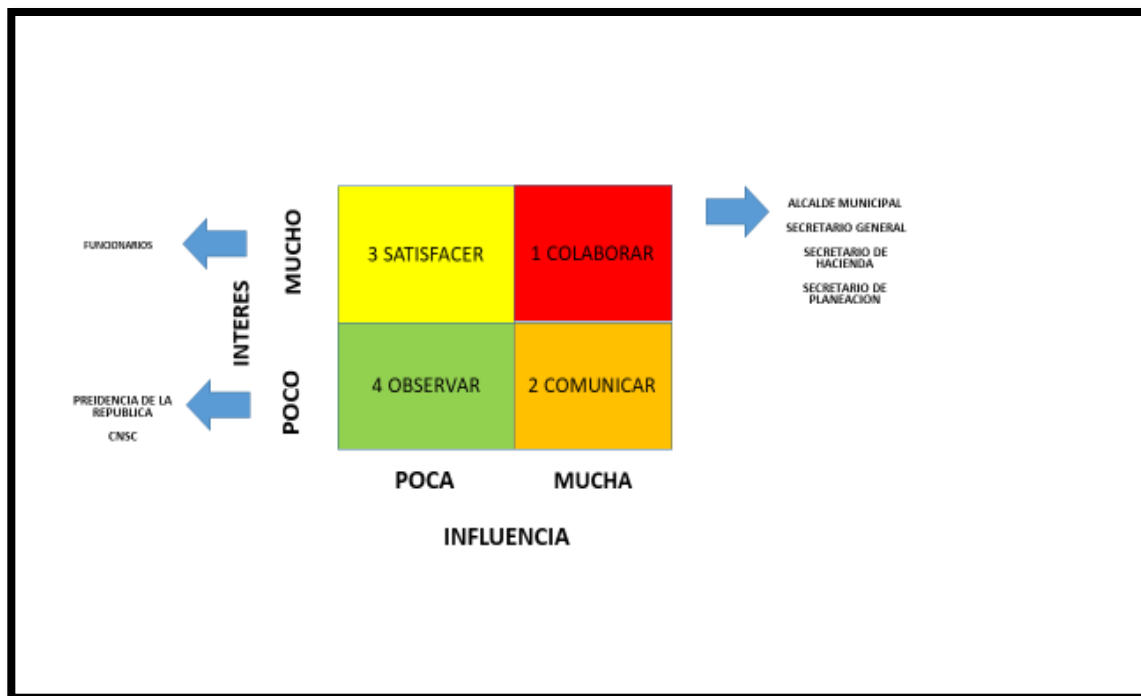 FUNCIONARIOS
PREIDENCIA DE LA
REPUBLICA
CNSC
INTERES
MUCHO
POCO
3 SATISFACER
1 COLABORAR
4 OBSERVAR
2 COMUNICAR
POCA
MUCHA
INFLUENCIA
ALCALDE MUNICIPAL
SECRETARIO GENERAL
SECRETARIO DE
HACIENDA
SECRETARIO DE
PLANEACION